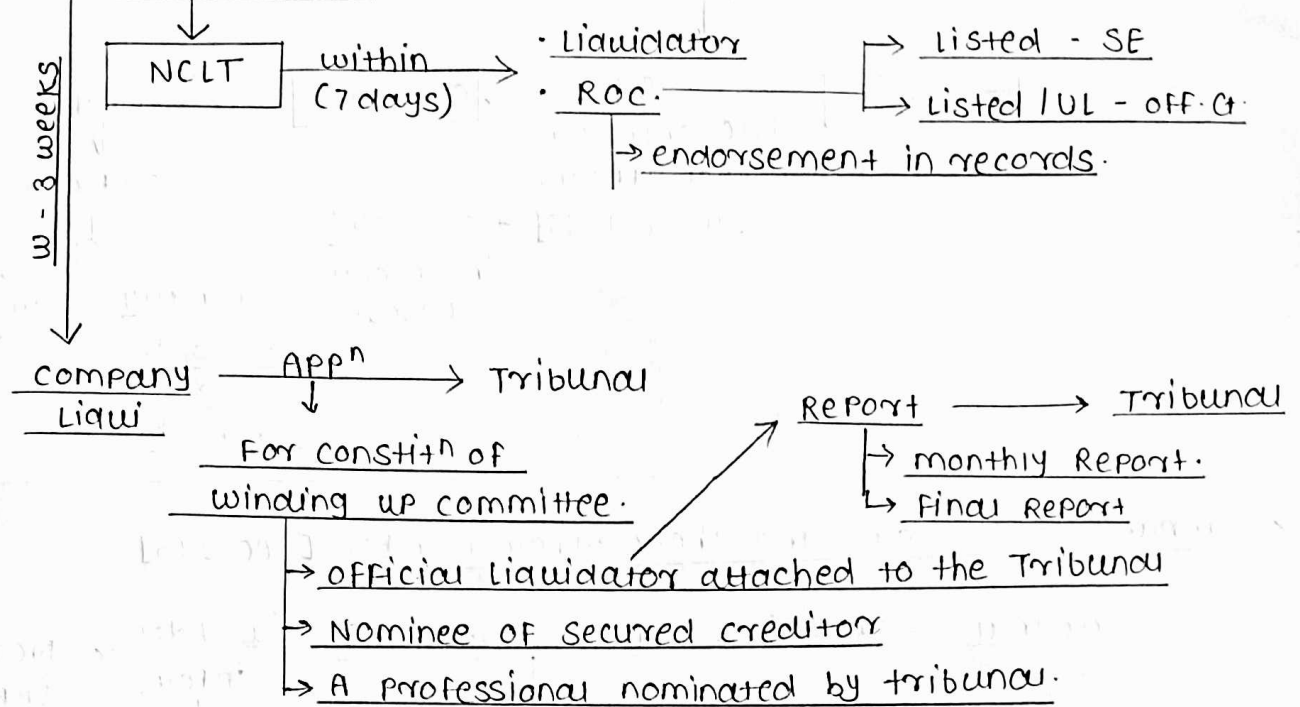 NCLT
within
(7 days)
• Liquidator
• ROC.
Listed - SE
Listed / UL - OFF. Gt.
endorsement in records.
W - 3 weeks
company
Liqui
Appⁿ
Tribunal
For constitⁿ of
winding up committee.
Report
Tribunal
monthly Report.
Final Report
official Liquidator attached to the Tribunal
Nominee of secured creditor
A professional nominated by tribunal.